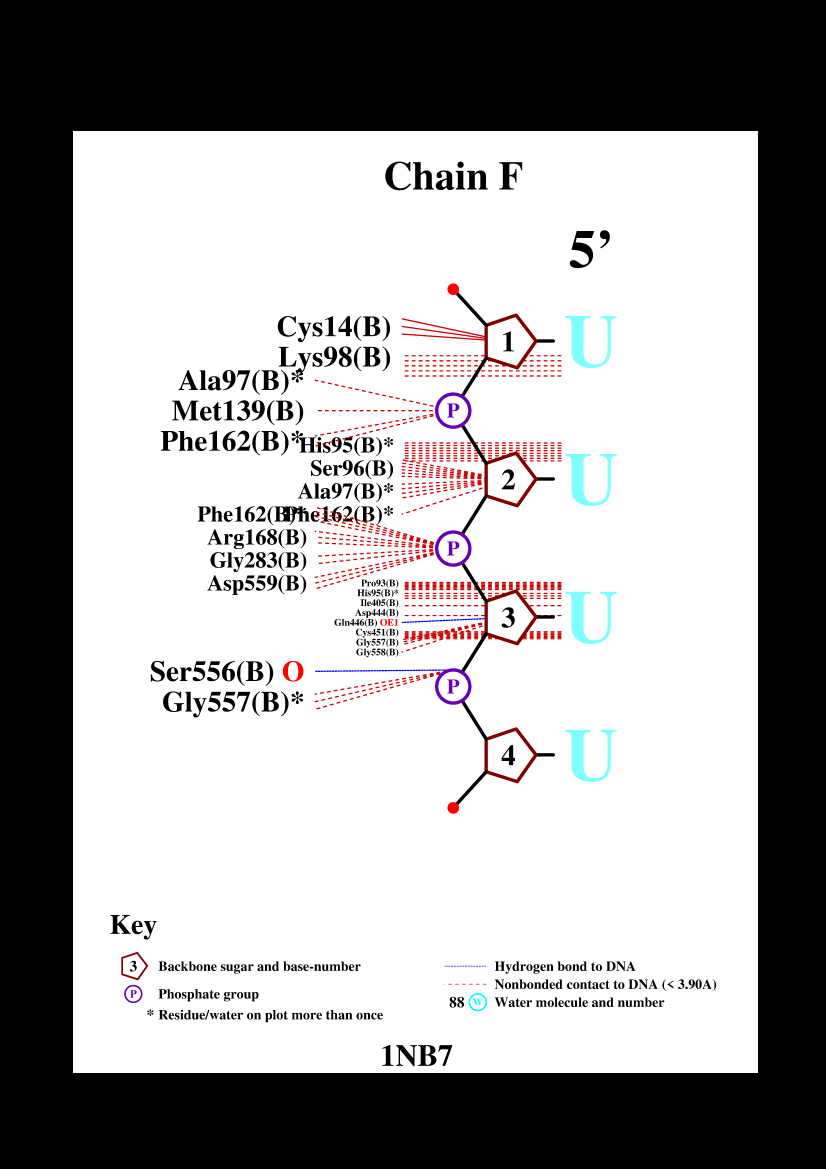 Chain F
5’
Cys14(B)
1
U
Lys98(B)
Ala97(B)*
Met139(B)
P
Phe162(B)*
His95(B)*
Ser96(B)
2
U
Ala97(B)*
Phe162(B)*
Phe162(B)*
Arg168(B)
P
Gly283(B)
Asp559(B)
Pro93(B)
His95(B)*
Ile405(B)
Asp444(B)
3
U
Gln446(B) OE1
Cys451(B)
Gly557(B)*
Gly558(B)
Ser556(B) O
P
Gly557(B)*
4
U
Key
3 Backbone sugar and base-number
P Phosphate group
* Residue/water on plot more than once
Hydrogen bond to DNA
Nonbonded contact to DNA (< 3.90A)
88 W Water molecule and number
1NB7